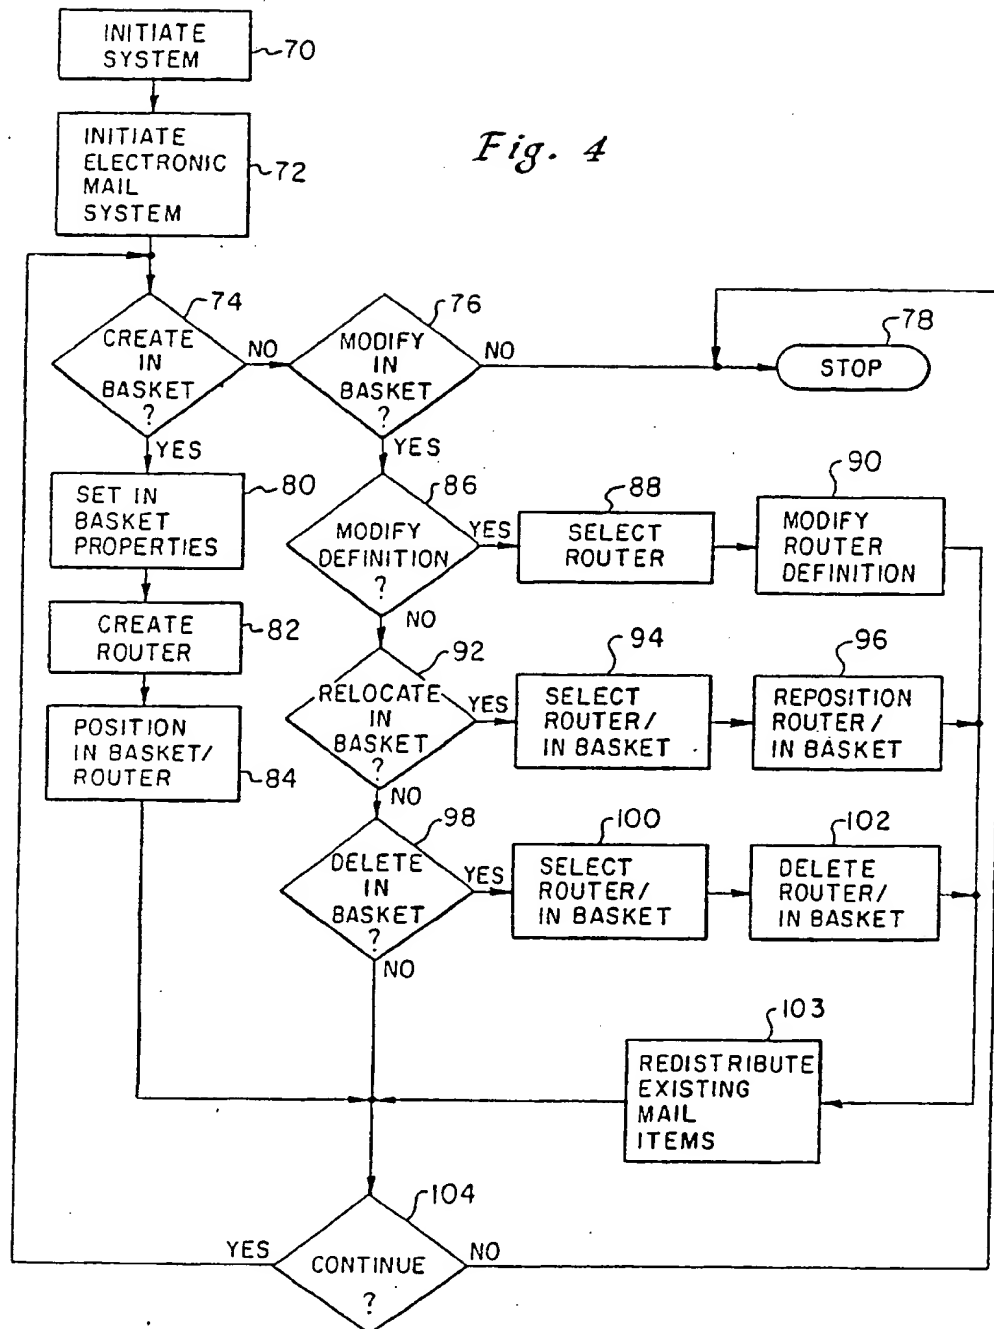 INITIATE
SYSTEM
70
INITIATE
ELECTRONIC
MAIL
SYSTEM
72
Fig. 4
74
CREATE
IN
BASKET
?
NO
YES
76
MODIFY
IN
BASKET
?
NO
YES
78
STOP
SET IN
BASKET
PROPERTIES
80
CREATE
ROUTER
82
POSITION
IN BASKET/
ROUTER
84
86
MODIFY
DEFINITION
?
YES
NO
88
SELECT
ROUTER
90
MODIFY
ROUTER
DEFINITION
92
RELOCATE
IN
BASKET
?
YES
NO
94
SELECT
ROUTER/
IN BASKET
96
REPOSITION
ROUTER/
IN BASKET
98
DELETE
IN
BASKET
?
YES
NO
100
SELECT
ROUTER/
IN BASKET
102
DELETE
ROUTER/
IN BASKET
103
REDISTRIBUTE
EXISTING
MAIL
ITEMS
104
CONTINUE
?
YES
NO